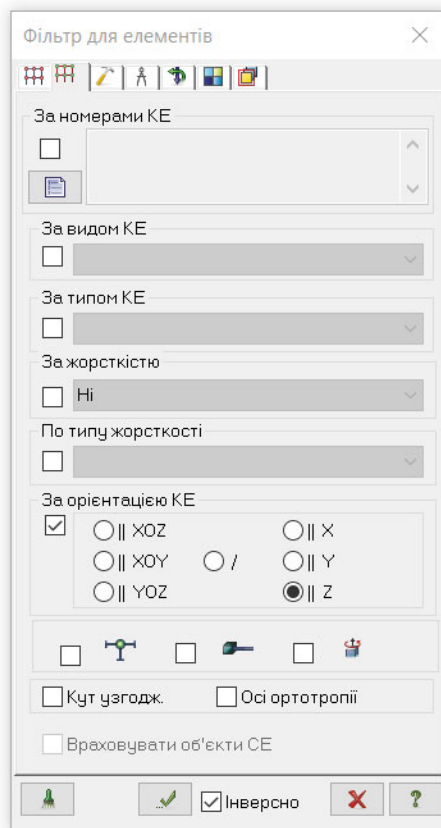 Фільтр для елементів
За номерами КЕ
За видом КЕ
За типом КЕ
За жорсткістю
Ні
По типу жорсткості
За орієнтацією КЕ
|| XOZ || X
|| XOY / || Y
|| YOZ || Z
Кут узгодж. Осі ортотропії
Враховувати об'єкти СЕ
Інверсно ?